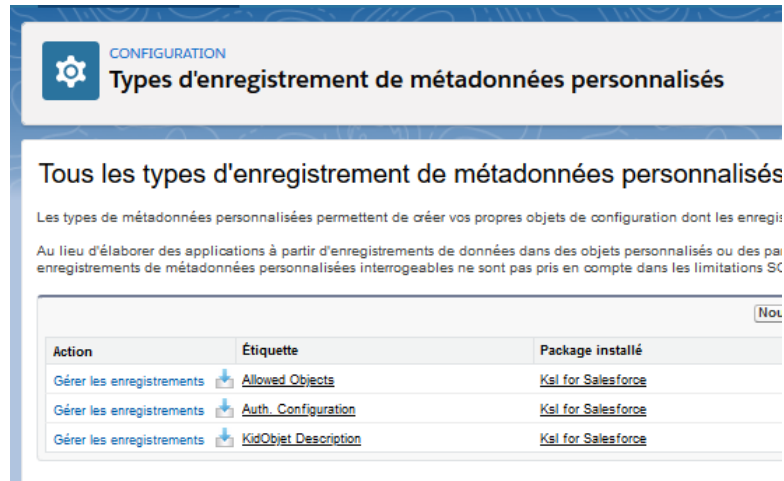 CONFIGURATION
Types d'enregistrement de métadonnées personnalisés
Tous les types d'enregistrement de métadonnées personnalisés
Les types de métadonnées personnalisées permettent de créer vos propres objets de configuration dont les enregis
Au lieu d'élaborer des applications à partir d'enregistrements de données dans des objets personnalisés ou des par
enregistrements de métadonnées personnalisées interrogeables ne sont pas pris en compte dans les limitations SO
Nou
Action Étiquette Package installé
Gérer les enregistrements Allowed Objects Ksl for Salesforce
Gérer les enregistrements Auth. Configuration Ksl for Salesforce
Gérer les enregistrements KidObjet Description Ksl for Salesforce